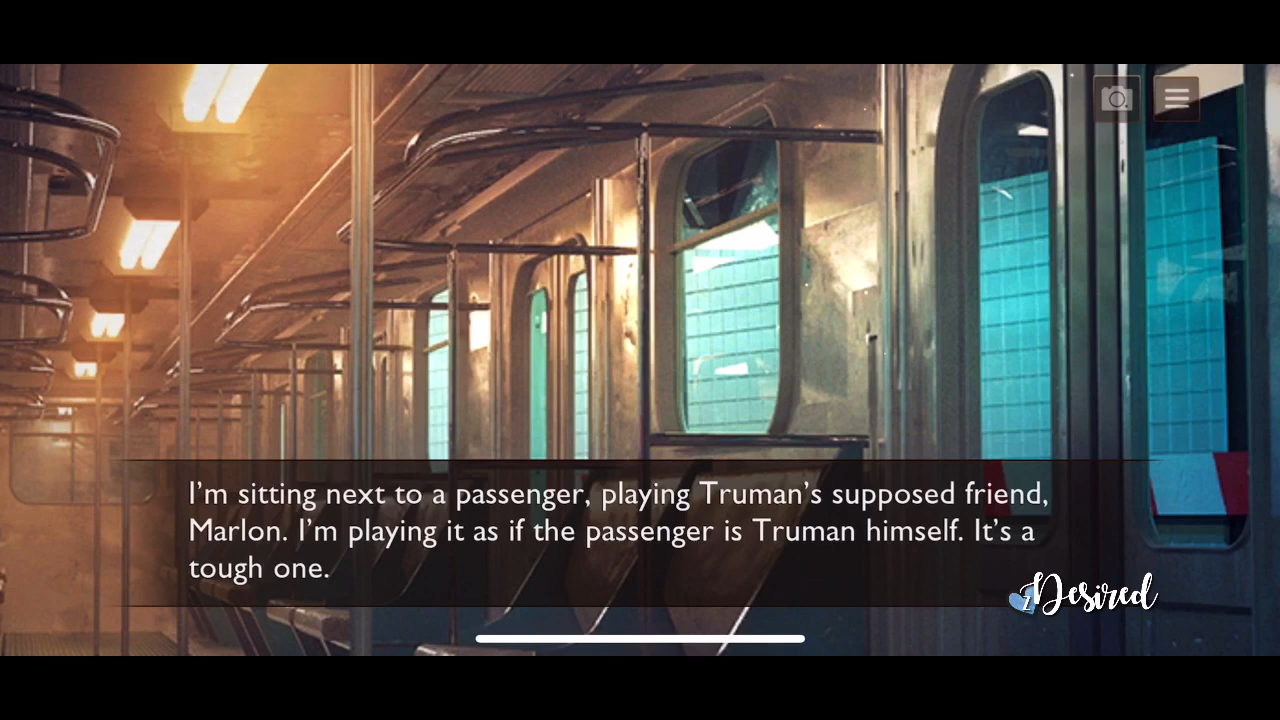 I'm sitting next to a passenger, playing Truman's supposed friend,
Marlon. I'm playing it as if the passenger is Truman himself. It's a
tough one.
Desired